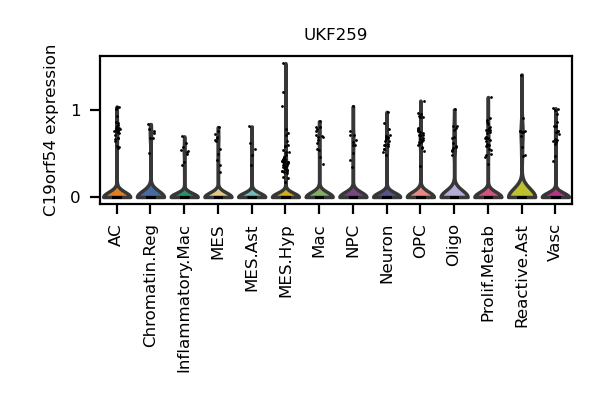 UKF259
C19orf54 expression
1
0
AC
Chromatin.Reg
Inflammatory.Mac
MES
MES.Ast
MES.Hyp
Mac
NPC
Neuron
OPC
Oligo
Prolif.Metab
Reactive.Ast
Vasc